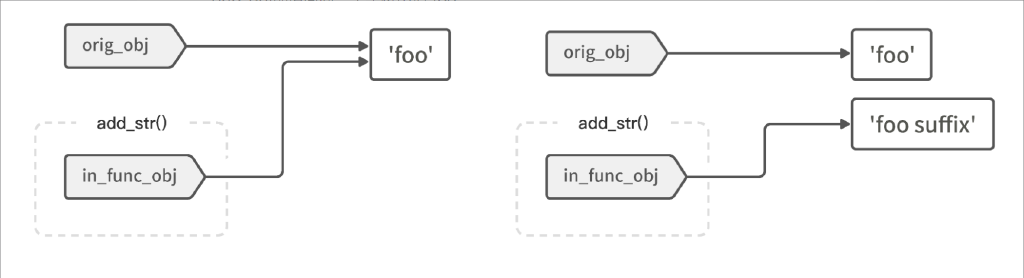 orig_obj
'foo'
add_str()
in_func_obj
orig_obj
'foo'
'foo suffix'
add_str()
in_func_obj